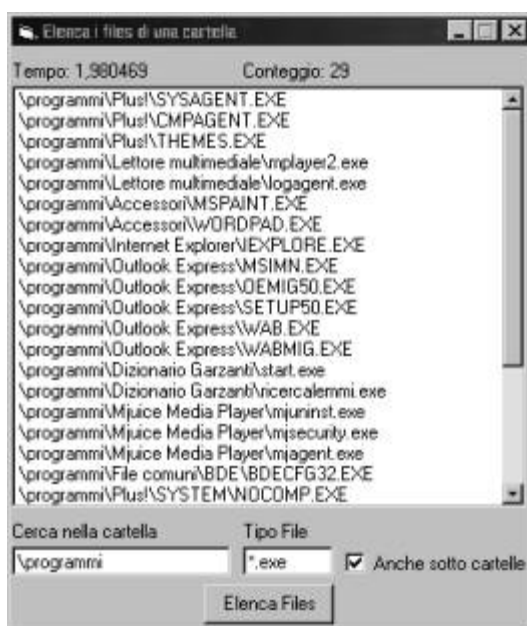 Elenca i files di una cartella
Tempo: 1,980469 Conteggio: 29
\programmi\Plus!\SYSAGENT.EXE
\programmi\Plus!\CMPAGENT.EXE
\programmi\Plus!\THEMES.EXE
\programmi\Lettore multimediale\mplayer2.exe
\programmi\Lettore multimediale\logagent.exe
\programmi\Accessori\MSPAINT.EXE
\programmi\Accessori\WORDPAD.EXE
\programmi\Internet Explorer\IEXPLORE.EXE
\programmi\Outlook Express\MSIMN.EXE
\programmi\Outlook Express\OEMIG50.EXE
\programmi\Outlook Express\SETUP50.EXE
\programmi\Outlook Express\WAB.EXE
\programmi\Outlook Express\WABMIG.EXE
\programmi\Dizionario Garzanti\start.exe
\programmi\Dizionario Garzanti\ricercalemmi.exe
\programmi\Mjuice Media Player\mjuninst.exe
\programmi\Mjuice Media Player\mjsecurity.exe
\programmi\Mjuice Media Player\mjagent.exe
\programmi\File comuni\BDE\BDECFG32.EXE
\programmi\Plus!\SYSTEM\NOCOMP.EXE
Cerca nella cartella Tipo File
\programmi *.exe Anche sotto cartelle
Elenca Files